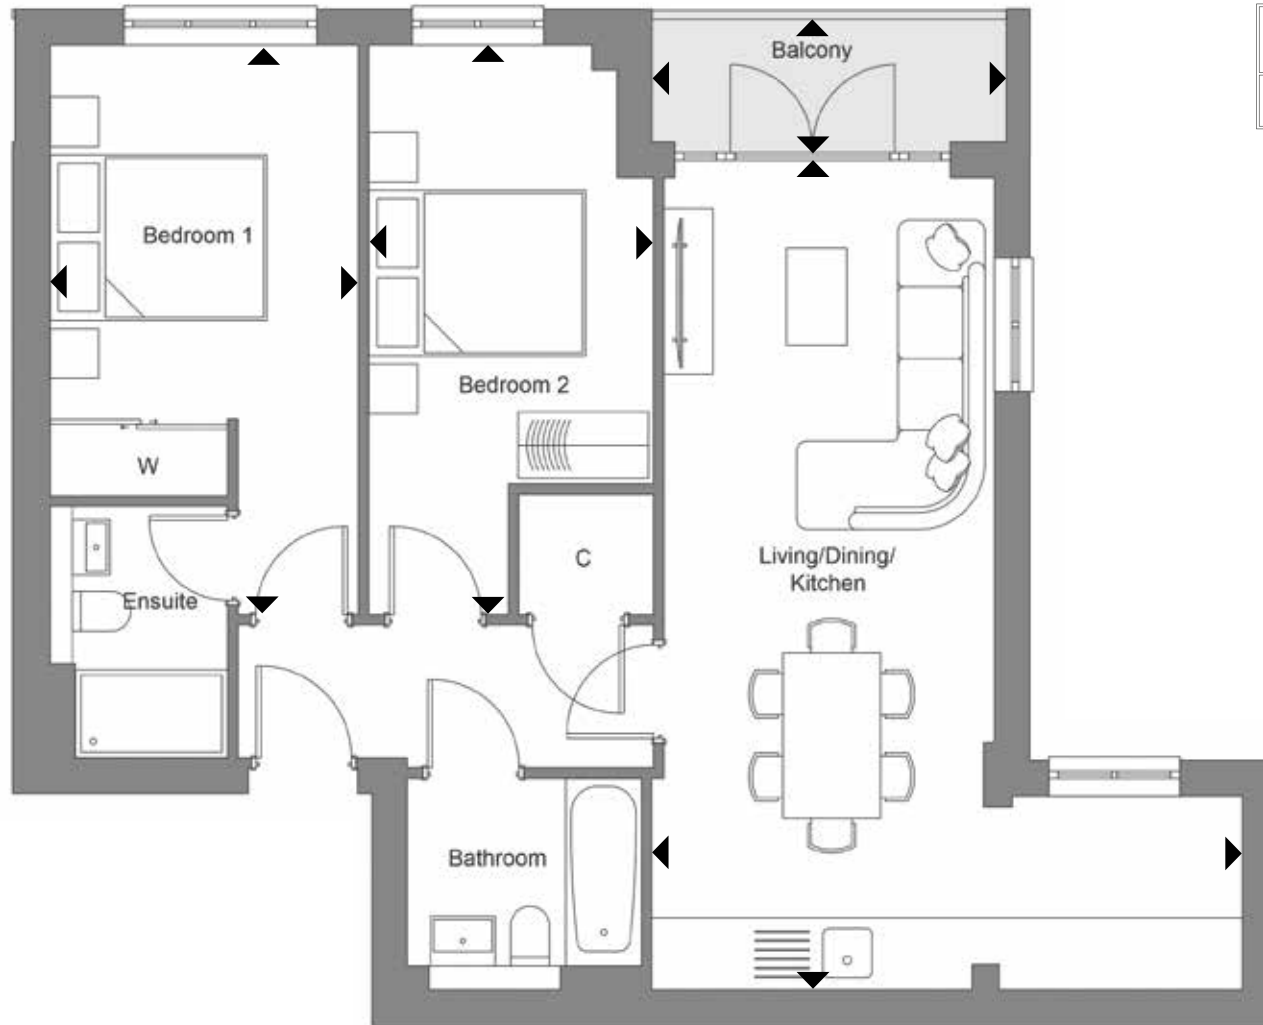 Balcony
Bedroom 1
Bedroom 2
W
C
Living/Dining/
Kitchen
Ensuite
Bathroom